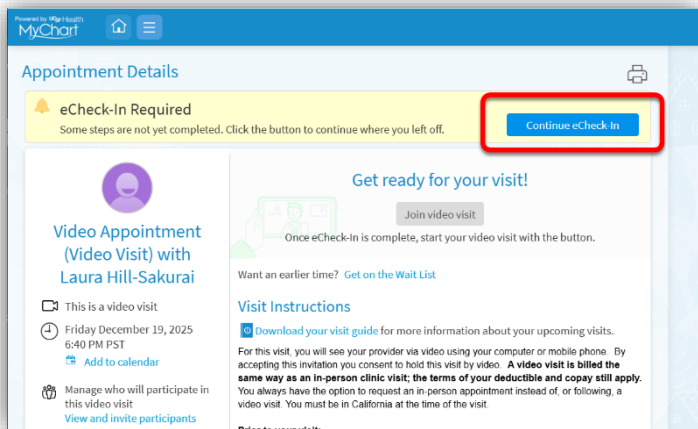 Powered by UCSF Health
MyChart
Appointment Details
eCheck-In Required
Some steps are not yet completed. Click the button to continue where you left off.
Continue eCheck-In
Video Appointment
(Video Visit) with
Laura Hill-Sakurai
This is a video visit
Friday December 19, 2025
6:40 PM PST
Add to calendar
Manage who will participate in
this video visit
View and invite participants
Get ready for your visit!
Join video visit
Once eCheck-In is complete, start your video visit with the button.
Want an earlier time? Get on the Wait List
Visit Instructions
Download your visit guide for more information about your upcoming visits.
For this visit, you will see your provider via video using your computer or mobile phone. By
accepting this invitation you consent to hold this visit by video. A video visit is billed the
same way as an in-person clinic visit; the terms of your deductible and copay still apply.
You always have the option to request an in-person appointment instead of, or following, a
video visit. You must be in California at the time of the visit.
Prior to your visit: